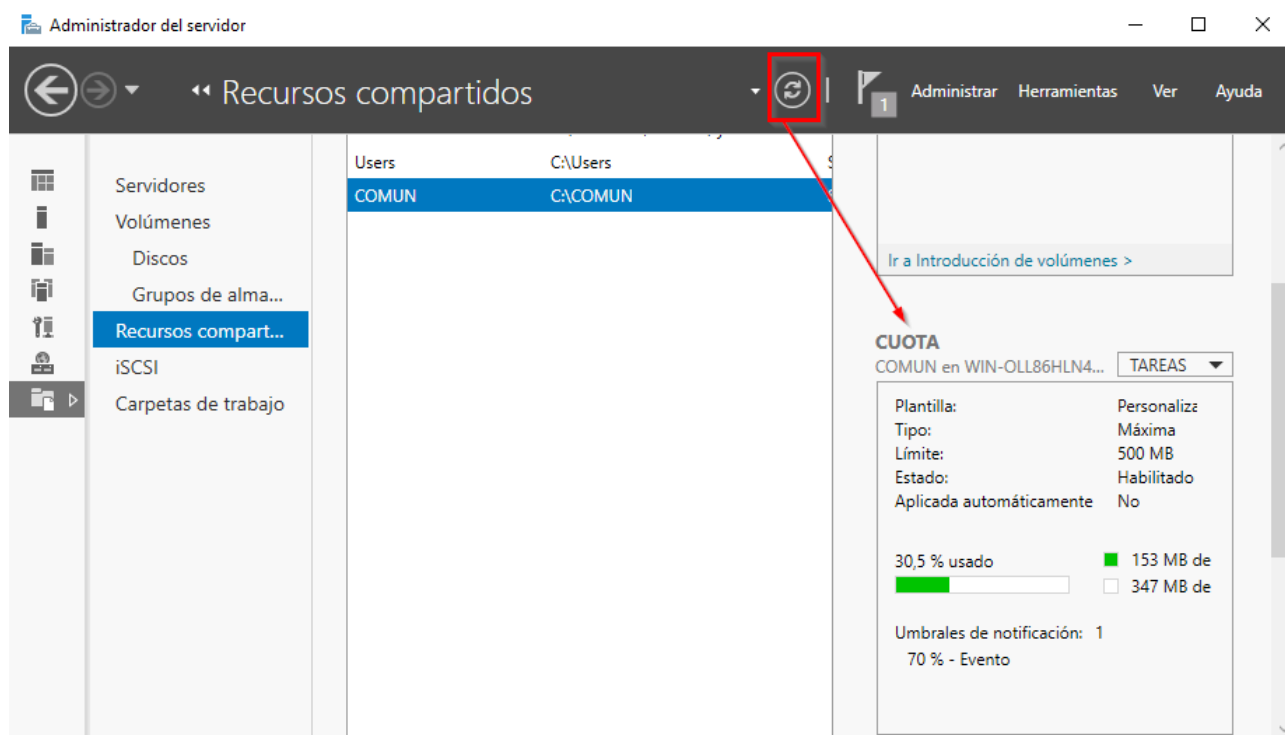 Administrador del servidor
Recursos compartidos
1
Administrar Herramientas Ver Ayuda
Servidores
Volúmenes
Discos
Grupos de alma...
Recursos compart...
iSCSI
Carpetas de trabajo
Users C:\Users
COMUN C:\COMUN
Ir a Introducción de volúmenes >
CUOTA
COMUN en WIN-OLL86HLN4... TAREAS
Plantilla: Personaliz
Tipo: Máxima
Límite: 500 MB
Estado: Habilitado
Aplicada automáticamente No
30,5 % usado 153 MB de
347 MB de
Umbrales de notificación: 1
70 % - Evento